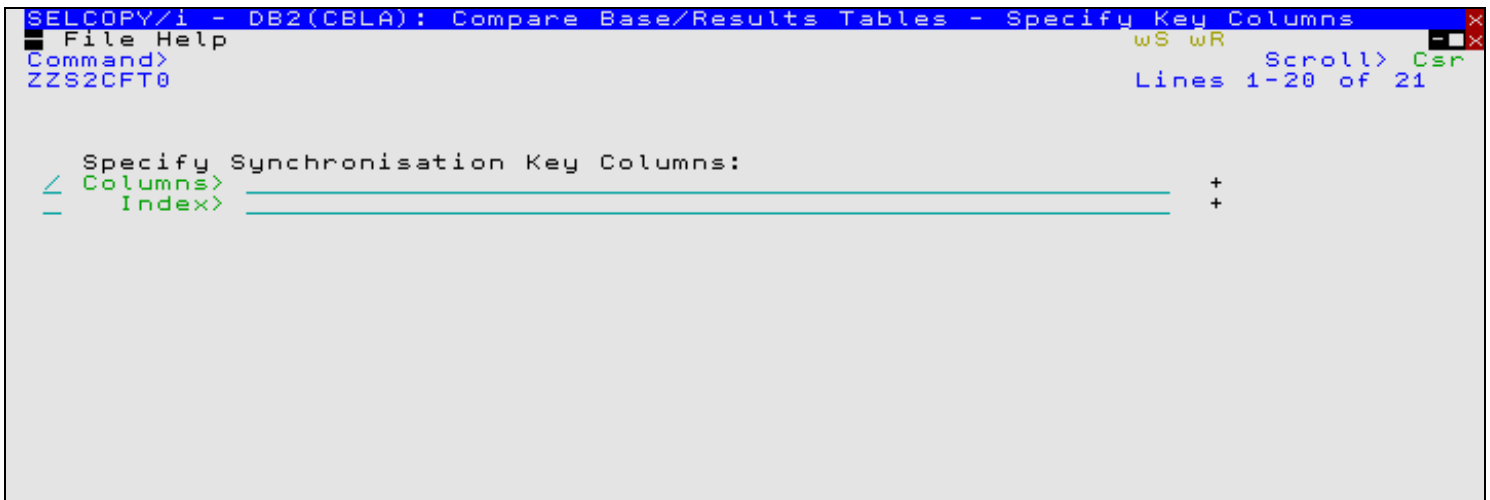 SELCOPY/i - DB2(CBLA): Compare Base/Results Tables - Specify Key Columns x
File Help wS wR - x
Command> Scroll> Csr
ZZS2CFT0 Lines 1-20 of 21
Specify Synchronisation Key Columns:
/ Columns> +
Index> +